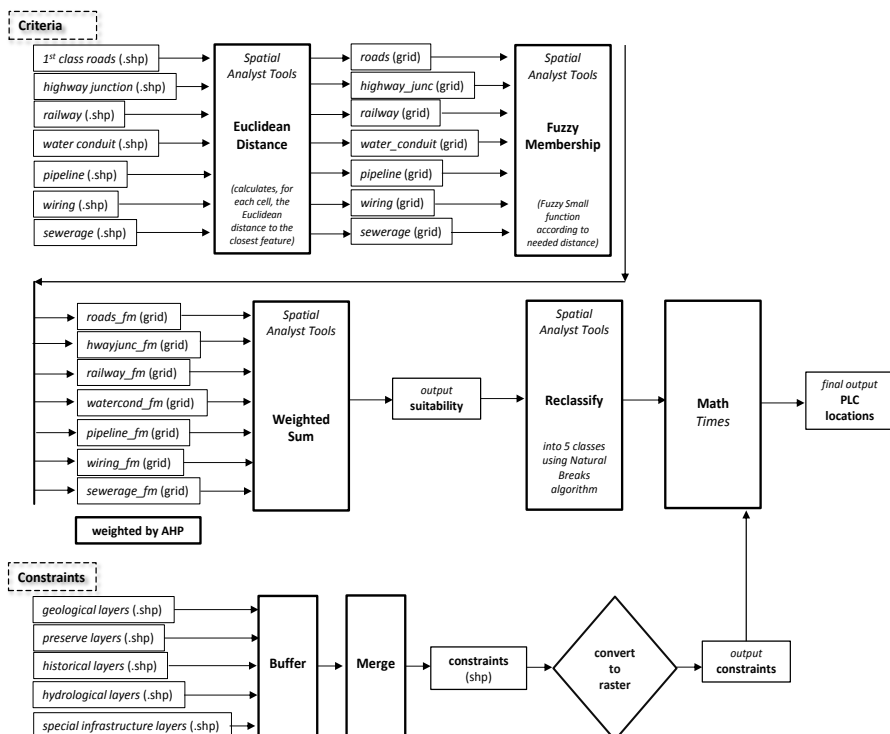 Criteria
1st class roads (.shp)
highway junction (.shp)
railway (.shp)
water conduit (.shp)
pipeline (.shp)
wiring (.shp)
sewerage (.shp)
Spatial
Analyst Tools
Euclidean
Distance
(calculates, for
each cell, the
Euclidean
distance to the
closest feature)
roads (grid)
highway_junc (grid)
railway (grid)
water_conduit (grid)
pipeline (grid)
wiring (grid)
sewerage (grid)
Spatial
Analyst Tools
Fuzzy
Membership
(Fuzzy Small
function
according to
needed distance)
roads_fm (grid)
hwayjunc_fm (grid)
railway_fm (grid)
watercond_fm (grid)
pipeline_fm (grid)
wiring_fm (grid)
sewerage_fm (grid)
weighted by AHP
Spatial
Analyst Tools
Weighted
Sum
output
suitability
Spatial
Analyst Tools
Reclassify
into 5 classes
using Natural
Breaks
algorithm
Math
Times
final output
PLC
locations
Constraints
geological layers (.shp)
preserve layers (.shp)
historical layers (.shp)
hydrological layers (.shp)
special infrastructure layers (.shp)
Buffer
Merge
constraints
(shp)
convert
to
raster
output
constraints